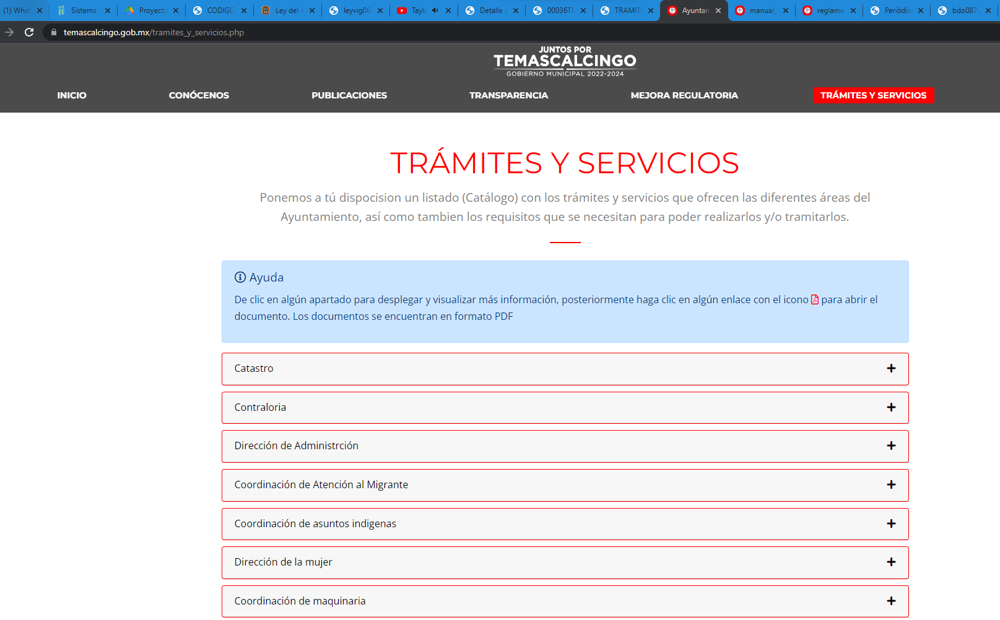 (1) What
Sistema
Proyecto
CODIGO
Ley del A
leyvig00
Taylo
Detalle
00036TM
TRAMITE
Ayuntam
manual_
reglame
Periódic
bdo087.
temascalcingo.gob.mx/tramites_y_servicios.php
JUNTOS POR
TEMASCALCINGO
GOBIERNO MUNICIPAL 2022-2024
INICIO
CONÓCENOS
PUBLICACIONES
TRANSPARENCIA
MEJORA REGULATORIA
TRÁMITES Y SERVICIOS
TRÁMITES Y SERVICIOS
Ponemos a tú dispocision un listado (Catálogo) con los trámites y servicios que ofrecen las diferentes áreas del
Ayuntamiento, así como tambien los requisitos que se necesitan para poder realizarlos y/o tramitarlos.
Ayuda
De clic en algún apartado para desplegar y visualizar más información, posteriormente haga clic en algún enlace con el icono para abrir el
documento. Los documentos se encuentran en formato PDF
Catastro
Contraloria
Dirección de Administrción
Coordinación de Atención al Migrante
Coordinación de asuntos indigenas
Dirección de la mujer
Coordinación de maquinaria